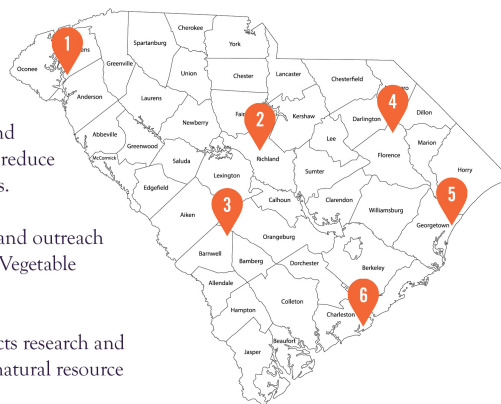 nd
reduce
s.
and outreach
Vegetable
cts research and
natural resource
1
Cherokee
Spartanburg
York
Oconee
ens
Greenville
Union
Chester
Lancaster
Chesterfield
Anderson
Laurens
4
Dillon
Darlington
Newberry
Fai
2
Kershaw
Abbeville
Greenwood
Lee
Marion
McCormick
Saluda
Richland
Florence
Horry
Lexington
Sumter
Edgefield
3
Calhoun
Clarendon
5
Aiken
Williamsburg
Georgetown
Orangeburg
Barnwell
Bamberg
Dorchester
Berkeley
Allendale
6
Colleton
Hampton
Charleston
Beaufort
Jasper